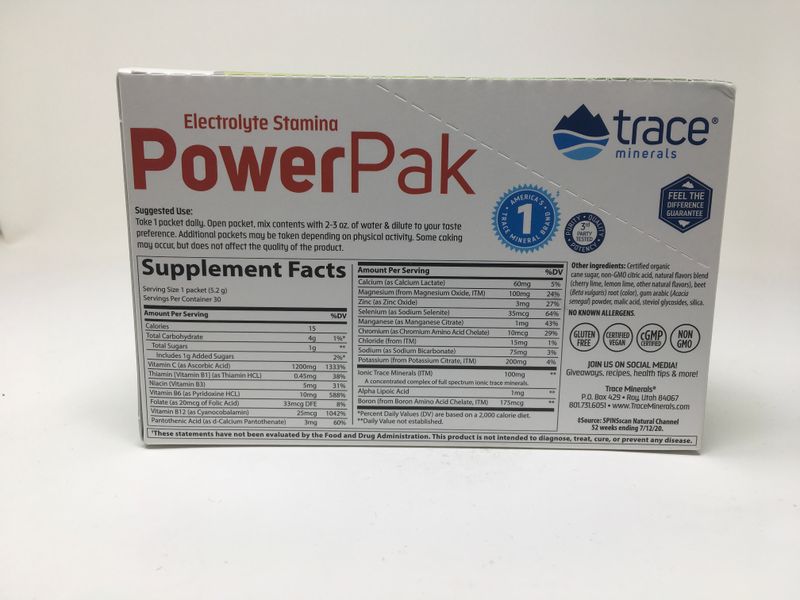 Electrolyte Stamina
PowerPak
trace®
minerals
AMERICA'S
1
TRACE MINERAL BRAND
PURITY • QUALITY
3RD
PARTY
TESTED
POTENCY
FEEL THE
DIFFERENCE
GUARANTEE
Suggested Use:
Take 1 packet daily. Open packet, mix contents with 2-3 oz. of water & dilute to your taste
preference. Additional packets may be taken depending on physical activity. Some caking
may occur, but does not affect the quality of the product.
Supplement Facts
Serving Size 1 packet (5.2 g)
Servings Per Container 30
Amount Per Serving %DV
Calories 15
Total Carbohydrate 4g 1%*
Total Sugars 1g **
Includes 1g Added Sugars 2%*
Vitamin C (as Ascorbic Acid) 1200mg 1333%
Thiamin (Vitamin B1) (as Thiamin HCL) 0.45mg 38%
Niacin (Vitamin B3) 5mg 31%
Vitamin B6 (as Pyridoxine HCL) 10mg 588%
Folate (as 20mcg of Folic Acid) 33mcg DFE 8%
Vitamin B12 (as Cyanocobalamin) 25mcg 1042%
Pantothenic Acid (as d-Calcium Pantothenate) 3mg 60%
Amount Per Serving %DV
Calcium (as Calcium Lactate) 60mg 5%
Magnesium (from Magnesium Oxide, ITM) 100mg 24%
Zinc (as Zinc Oxide) 3mg 27%
Selenium (as Sodium Selenite) 35mcg 64%
Manganese (as Manganese Citrate) 1mg 43%
Chromium (as Chromium Amino Acid Chelate) 10mcg 29%
Chloride (from ITM) 15mg 1%
Sodium (as Sodium Bicarbonate) 75mg 3%
Potassium (from Potassium Citrate, ITM) 200mg 4%
Ionic Trace Minerals (ITM) 100mg **
A concentrated complex of full spectrum ionic trace minerals.
Alpha Lipoic Acid 1mg **
Boron (from Boron Amino Acid Chelate, ITM) 175mcg **
*Percent Daily Values (DV) are based on a 2,000 calorie diet.
**Daily Value not established.
Other ingredients: Certified organic
cane sugar, non-GMO citric acid, natural flavors blend
(cherry lime, lemon lime, other natural flavors), beet
(Beta vulgaris) root (color), gum arabic (Acacia
senegal) powder, malic acid, steviol glycosides, silica.
NO KNOWN ALLERGENS.
GLUTEN
FREE
CERTIFIED
VEGAN
cGMP
CERTIFIED
NON
GMO
JOIN US ON SOCIAL MEDIA!
Giveaways, recipes, health tips & more!
Trace Minerals®
P.O. Box 429 • Roy, Utah 84067
801.731.6051 • www.TraceMinerals.com
‡Source: SPINSscan Natural Channel
52 weeks ending 7/12/20.
†These statements have not been evaluated by the Food and Drug Administration. This product is not intended to diagnose, treat, cure, or prevent any disease.